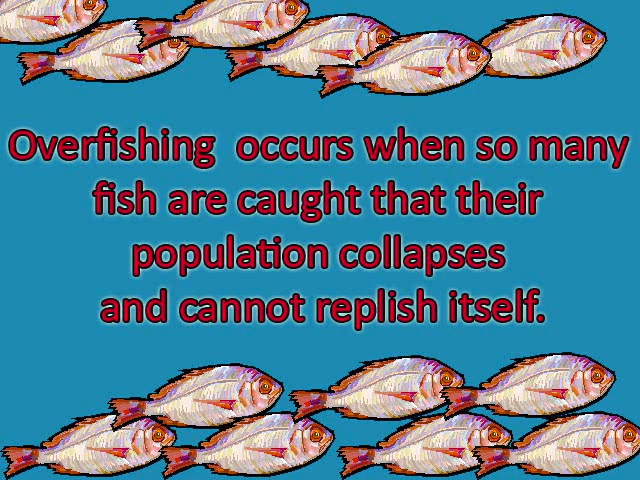 Overfishing occurs when so many
fish are caught that their
population collapses
and cannot replish itself.